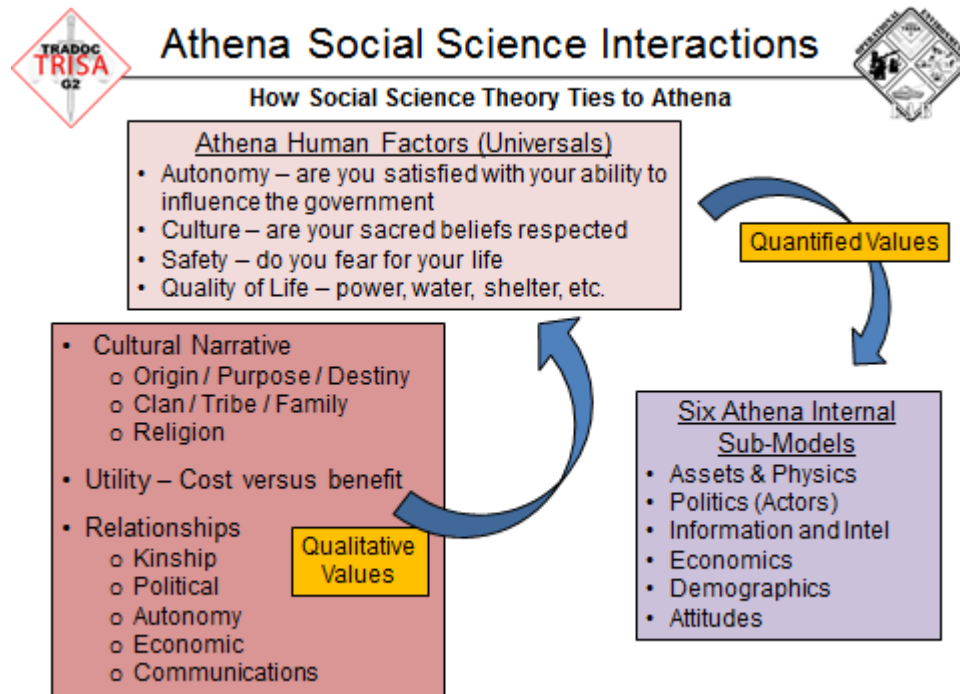 TRADOC
TRISA
G2
Athena Social Science Interactions
How Social Science Theory Ties to Athena
Athena Human Factors (Universals)
• Autonomy – are you satisfied with your ability to
influence the government
• Culture – are your sacred beliefs respected
• Safety – do you fear for your life
• Quality of Life – power, water, shelter, etc.
Quantified Values
• Cultural Narrative
o Origin / Purpose / Destiny
o Clan / Tribe / Family
o Religion
• Utility – Cost versus benefit
• Relationships
o Kinship
o Political
o Autonomy
o Economic
o Communications
Qualitative
Values
Six Athena Internal
Sub-Models
• Assets & Physics
• Politics (Actors)
• Information and Intel
• Economics
• Demographics
• Attitudes